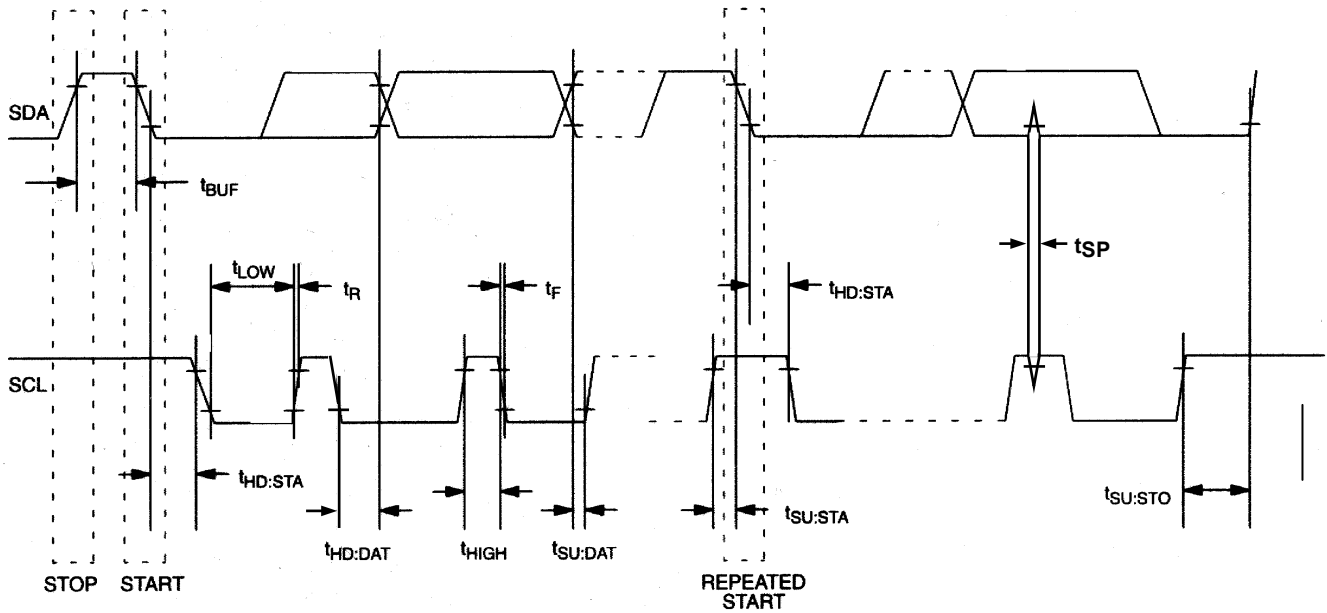 SDA
tBUF
tSP
tLOW
tR
tF
tHD:STA
SCL
tHD:STA
tHD:DAT
tHIGH
tSU:DAT
tSU:STA
tSU:STO
STOP
START
REPEATED
START